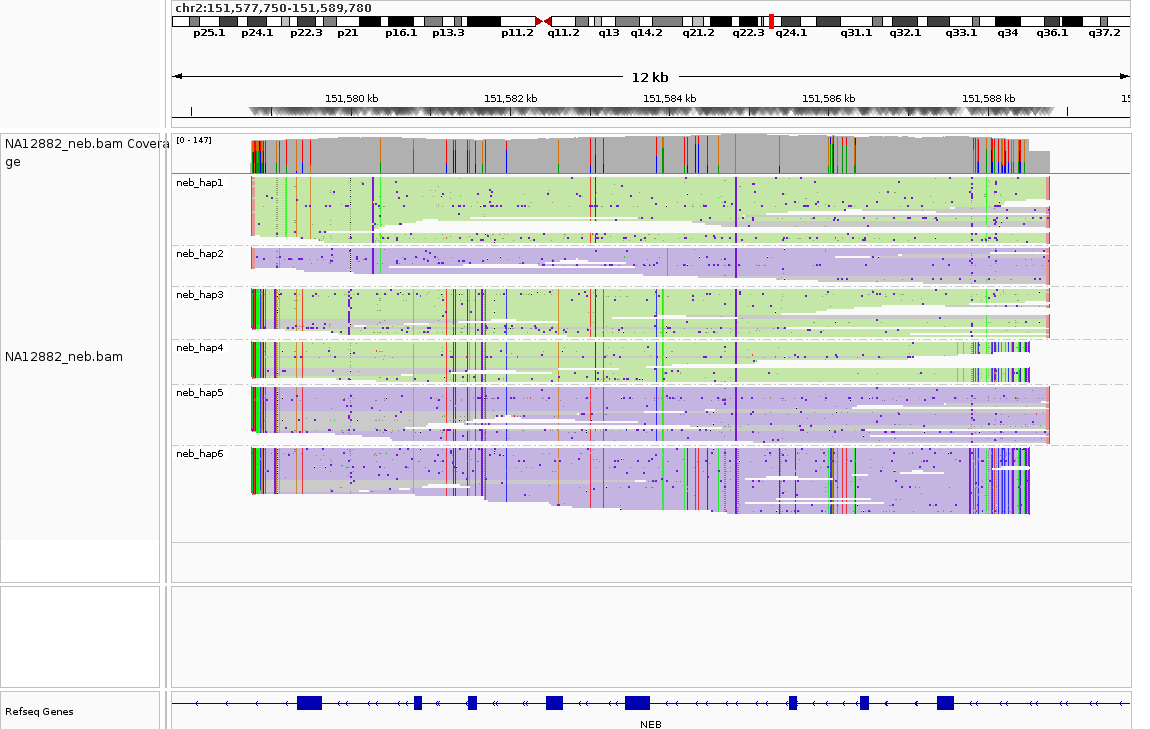 chr2:151,577,750-151,589,780
p25.1 p24.1 p22.3 p21 p16.1 p13.3 p11.2 q11.2 q13 q14.2 q21.2 q22.3 q24.1 q31.1 q32.1 q33.1 q34 q36.1 q37.2
12 kb
151,580 kb 151,582 kb 151,584 kb 151,586 kb 151,588 kb 15
NA12882_neb.bam Covera
ge
[0 - 147]
neb_hap1
neb_hap2
neb_hap3
neb_hap4
NA12882_neb.bam
neb_hap5
neb_hap6
Refseq Genes
NEB